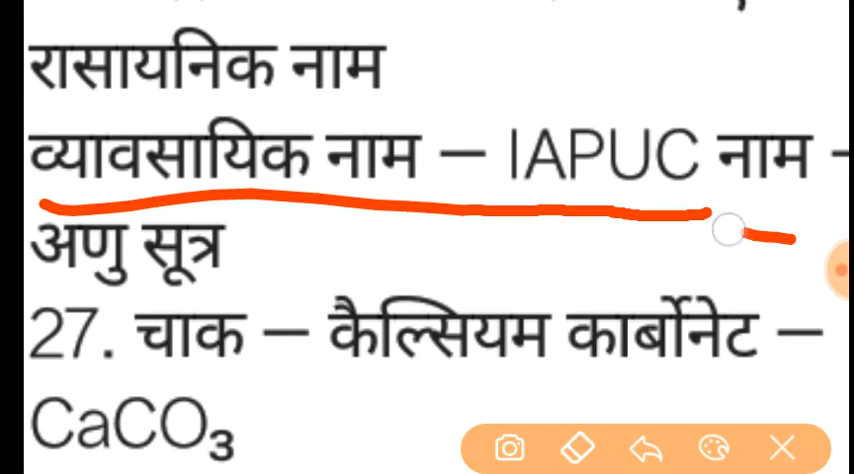 रासायनिक नाम
व्यावसायिक नाम – IAPUC नाम -
अणु सूत्र
27. चाक – कैल्सियम कार्बोनेट –
CaCO₃